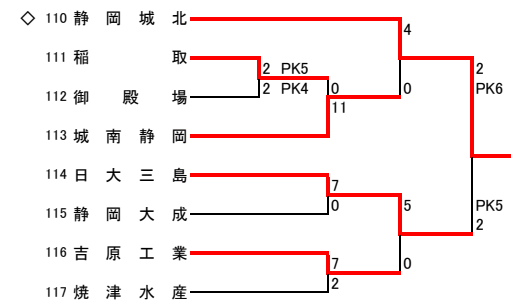 ◇ 110 静岡城北
4
111 稲取
2 PK5
2
PK6
112 御殿場
2 PK4
0
0
11
113 城南静岡
114 日大三島
7
0
5
PK5
2
115 静岡大成
116 吉原工業
7
2
0
117 焼津水産